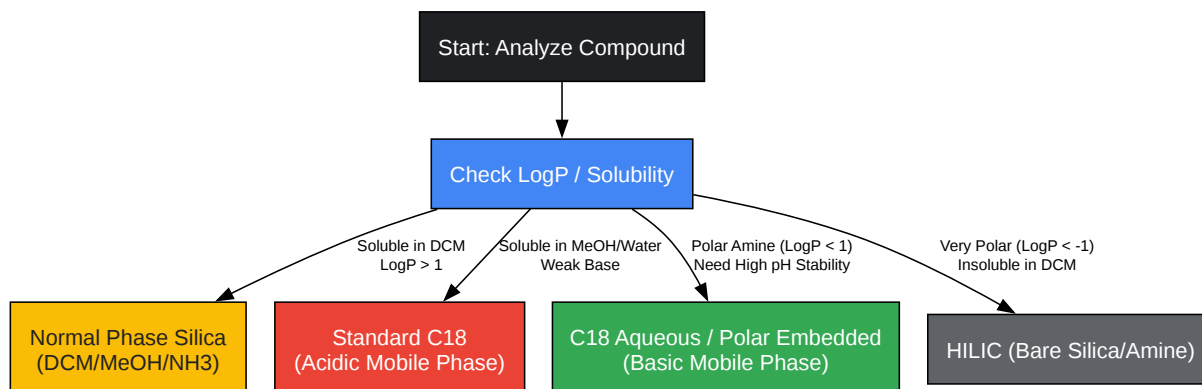 Start: Analyze Compound
Check LogP / Solubility
Soluble in DCM
LogP > 1
Soluble in MeOH/Water
Weak Base
Polar Amine (LogP < 1)
Need High pH Stability
Very Polar (LogP < -1)
Insoluble in DCM
Normal Phase Silica
(DCM/MeOH/NH3)
Standard C18
(Acidic Mobile Phase)
C18 Aqueous / Polar Embedded
(Basic Mobile Phase)
HILIC (Bare Silica/Amine)